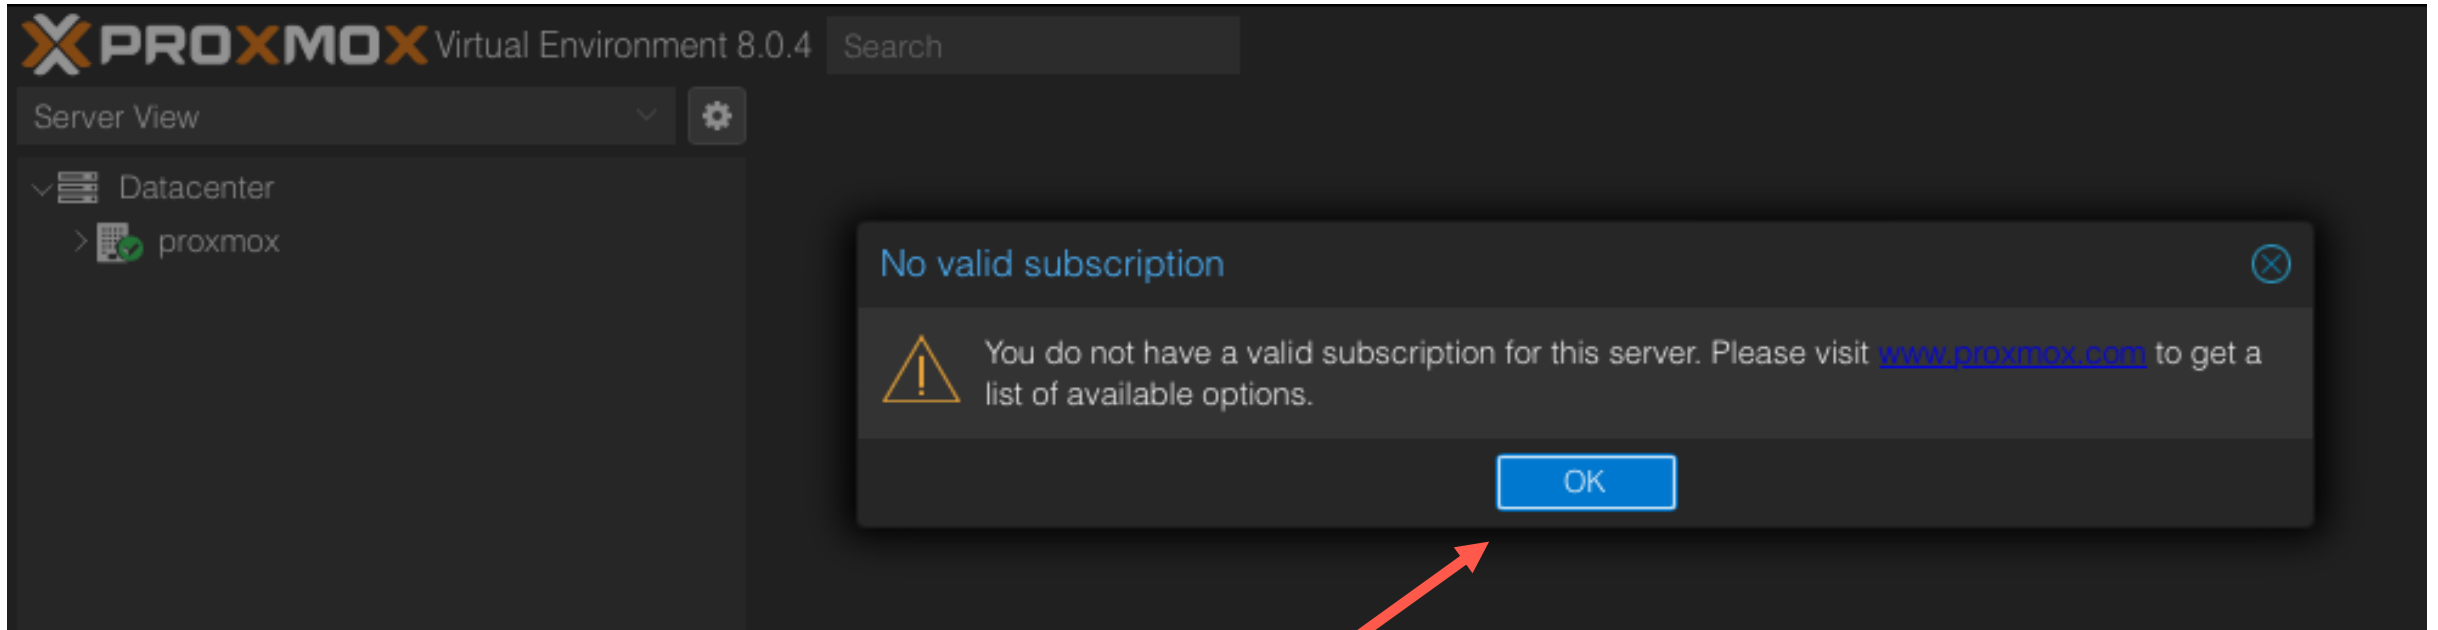 PROXMOX Virtual Environment 8.0.4 Search
Server View
Datacenter
proxmox
No valid subscription
You do not have a valid subscription for this server. Please visit www.proxmox.com to get a
list of available options.
OK